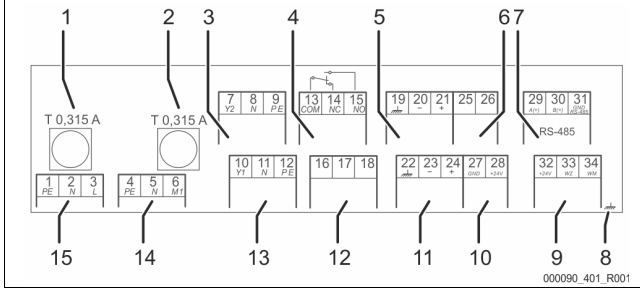 1 2 3 4 5 6 7
7 8 9 13 14 15 19 20 21 25 26 29 30 31
Y2 N PE COM NC NO − + A(+) B(+) GND RS-485
T 0,315 A T 0,315 A RS-485
10 11 12 16 17 18 22 23 24 27 28 32 33 34
Y1 N PE − + GND +24V +24V WZ WM
1 2 3 4 5 6
PE N L PE N M1
15 14 13 12 11 10 9 8
000090_401_R001